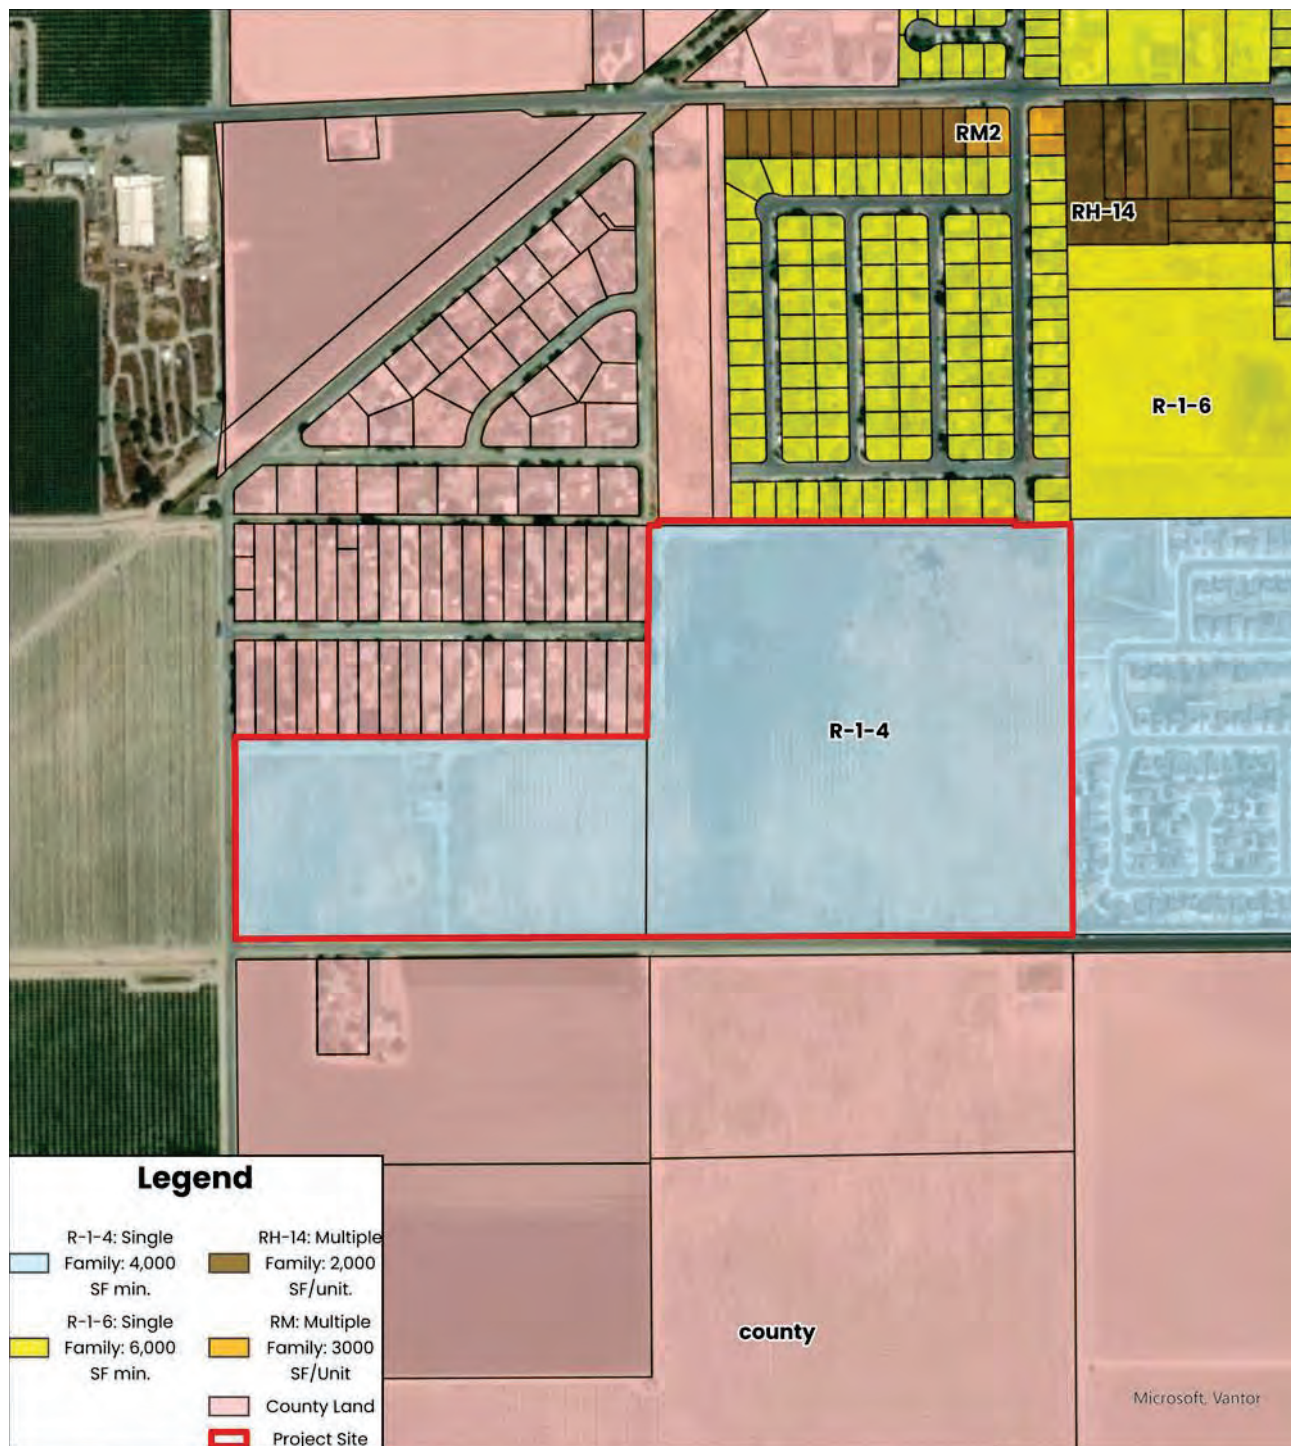 RM2
RH-14
R-1-6
R-1-4
Legend
R-1-4: Single
Family: 4,000
SF min.
RH-14: Multiple
Family: 2,000
SF/unit.
R-1-6: Single
Family: 6,000
SF min.
RM: Multiple
Family: 3000
SF/Unit
County Land
Project Site
county
Microsoft, Vantor